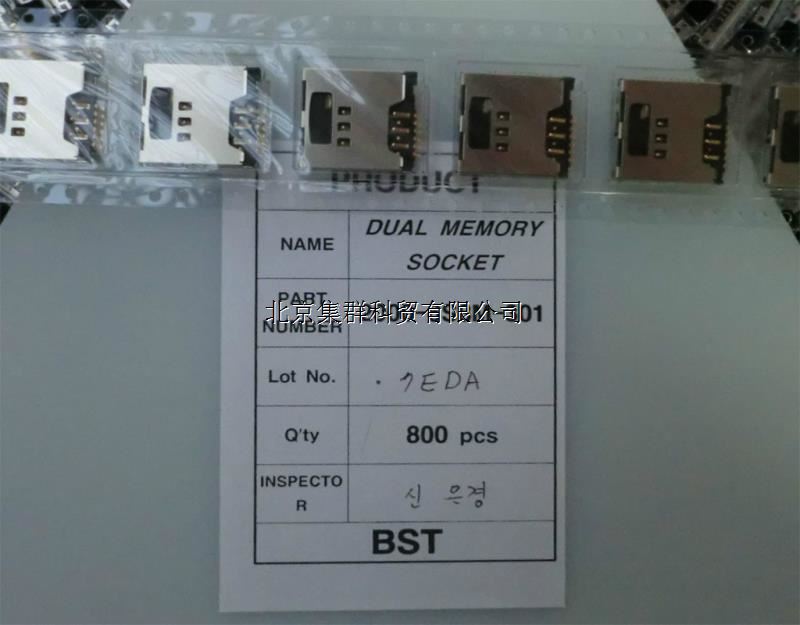 PRODUCT
NAME
DUAL MEMORY
SOCKET
PART
NUMBER
北京集群科贸有限公司
Lot No.
7EDA
Q'ty
800 pcs
INSPECTO
R
신 은경
BST